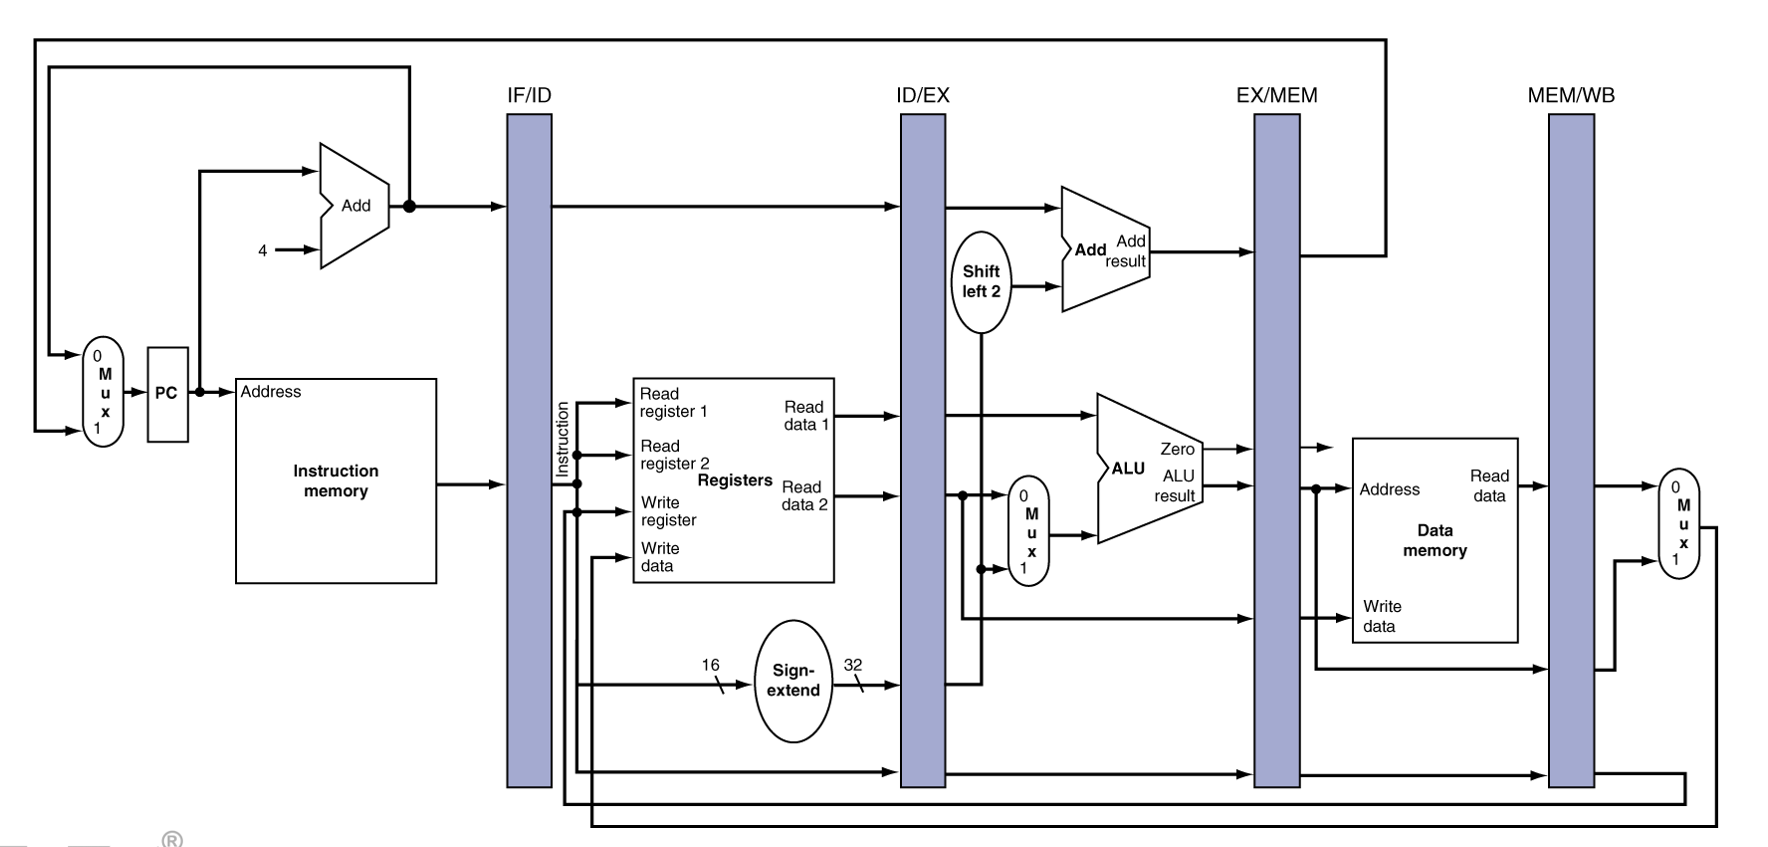 IF/ID
ID/EX
EX/MEM
MEM/WB
Add
4
Shift
left 2
Add
Add
result
0
M
u
x
1
PC
Address
Instruction
memory
Instruction
Read
register 1
Read
register 2
Write
register
Write
data
Registers
Read
data 1
Read
data 2
16
Sign-
extend
32
0
M
u
x
1
ALU
Zero
ALU
result
Address
Read
data
Data
memory
Write
data
0
M
u
x
1
®